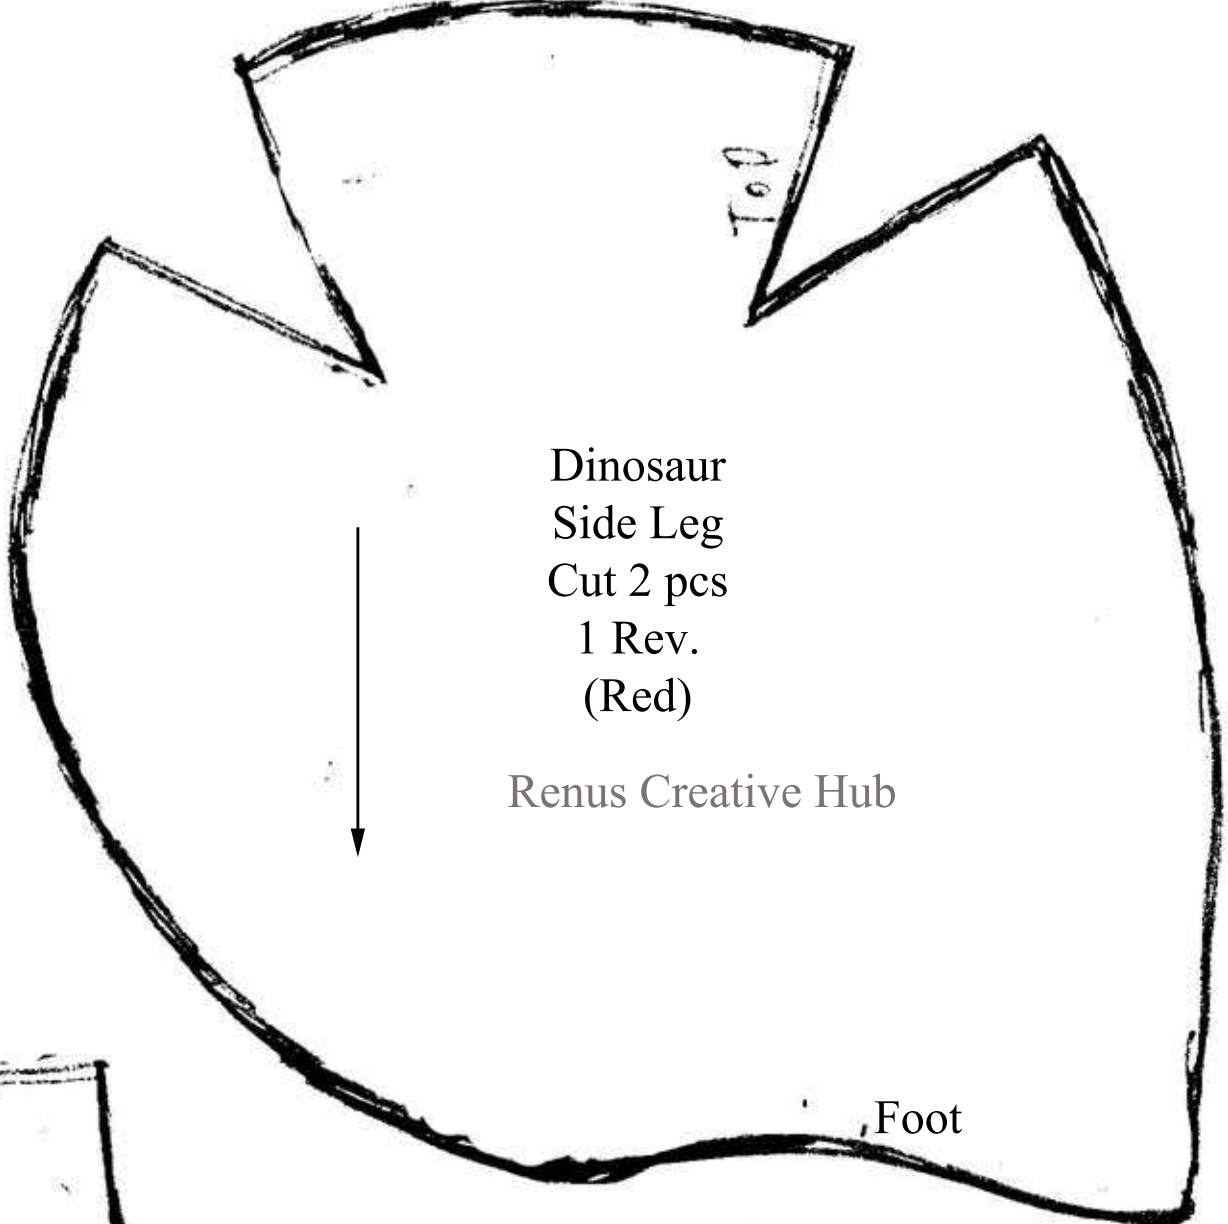 Top
Dinosaur
Side Leg
Cut 2 pcs
1 Rev.
(Red)
Renus Creative Hub
Foot